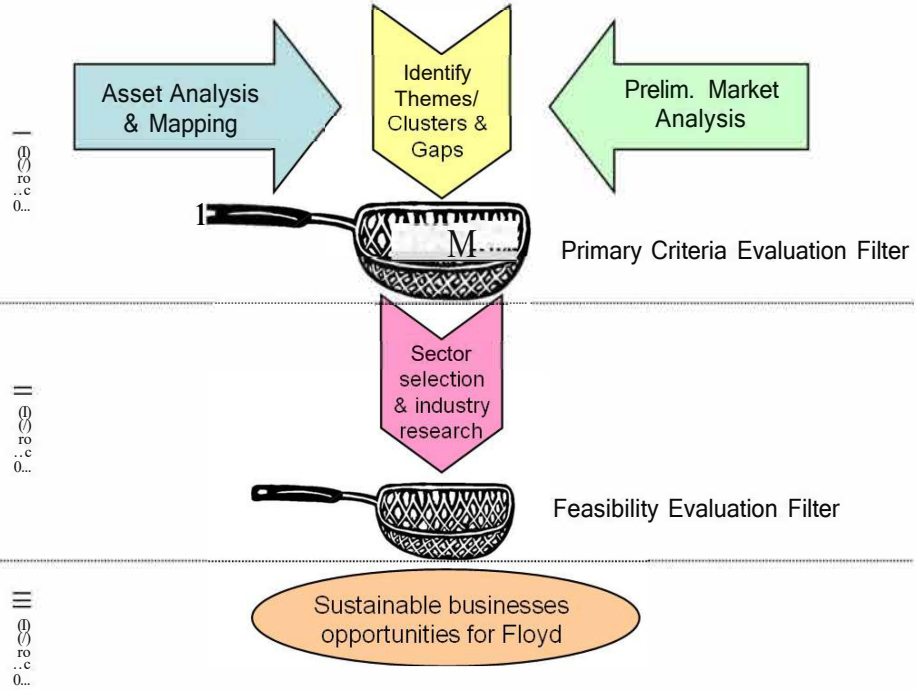 Asset Analysis
& Mapping
Identify
Themes/
Clusters &
Gaps
Prelim. Market
Analysis
M
Primary Criteria Evaluation Filter
Sector
selection
& industry
research
Feasibility Evaluation Filter
Sustainable businesses
opportunities for Floyd